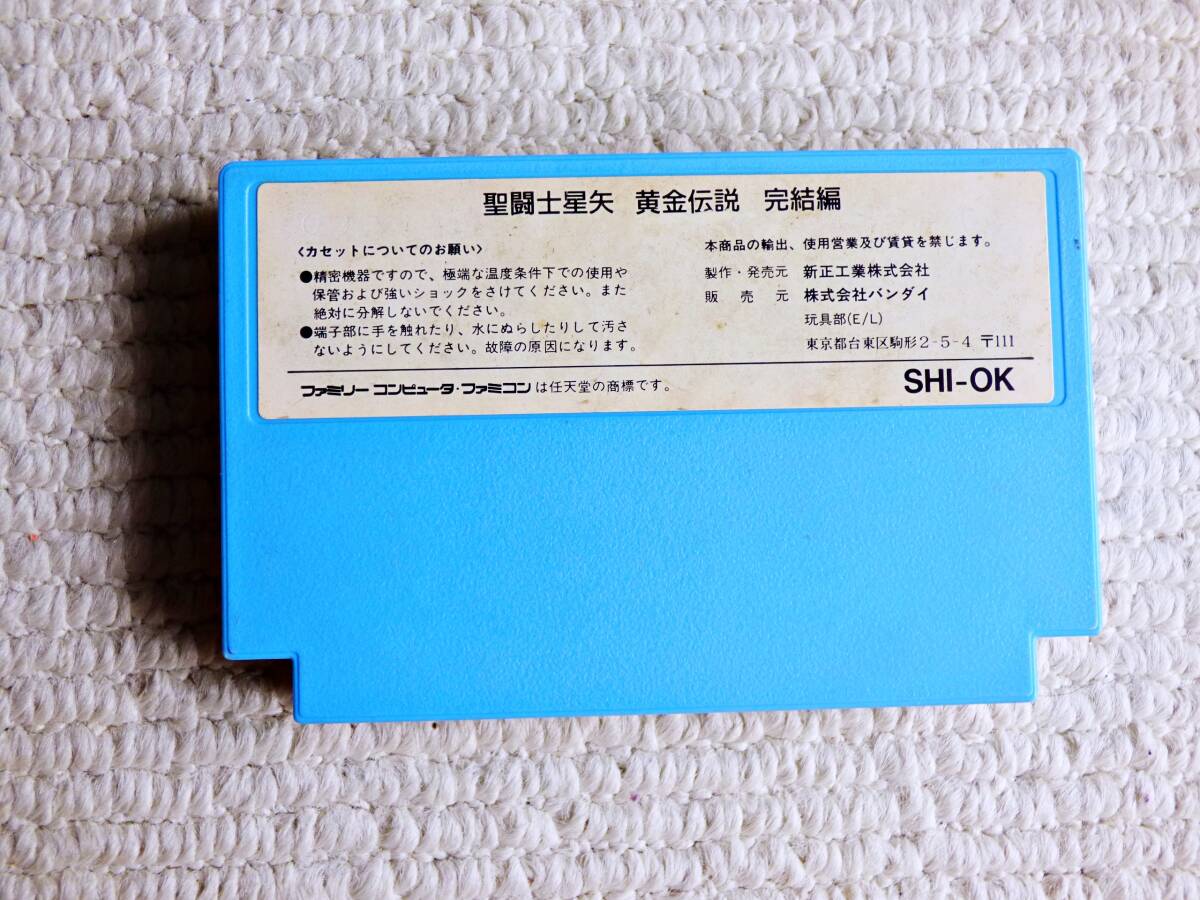 聖闘士星矢 黄金伝説 完結編
〈カセットについてのお願い〉
●精密機器ですので、極端な温度条件下での使用や
保管および強いショックをさけてください。また
絶対に分解しないでください。
●端子部に手を触れたり、水にぬらしたりして汚さ
ないようにしてください。故障の原因になります。
本商品の輸出、使用営業及び賃貸を禁じます。
製作・発売元 新正工業株式会社
販売元 株式会社バンダイ
玩具部(E/L)
東京都台東区駒形2-5-4 〒111
ファミリーコンピュータ・ファミコンは任天堂の商標です。
SHI-OK